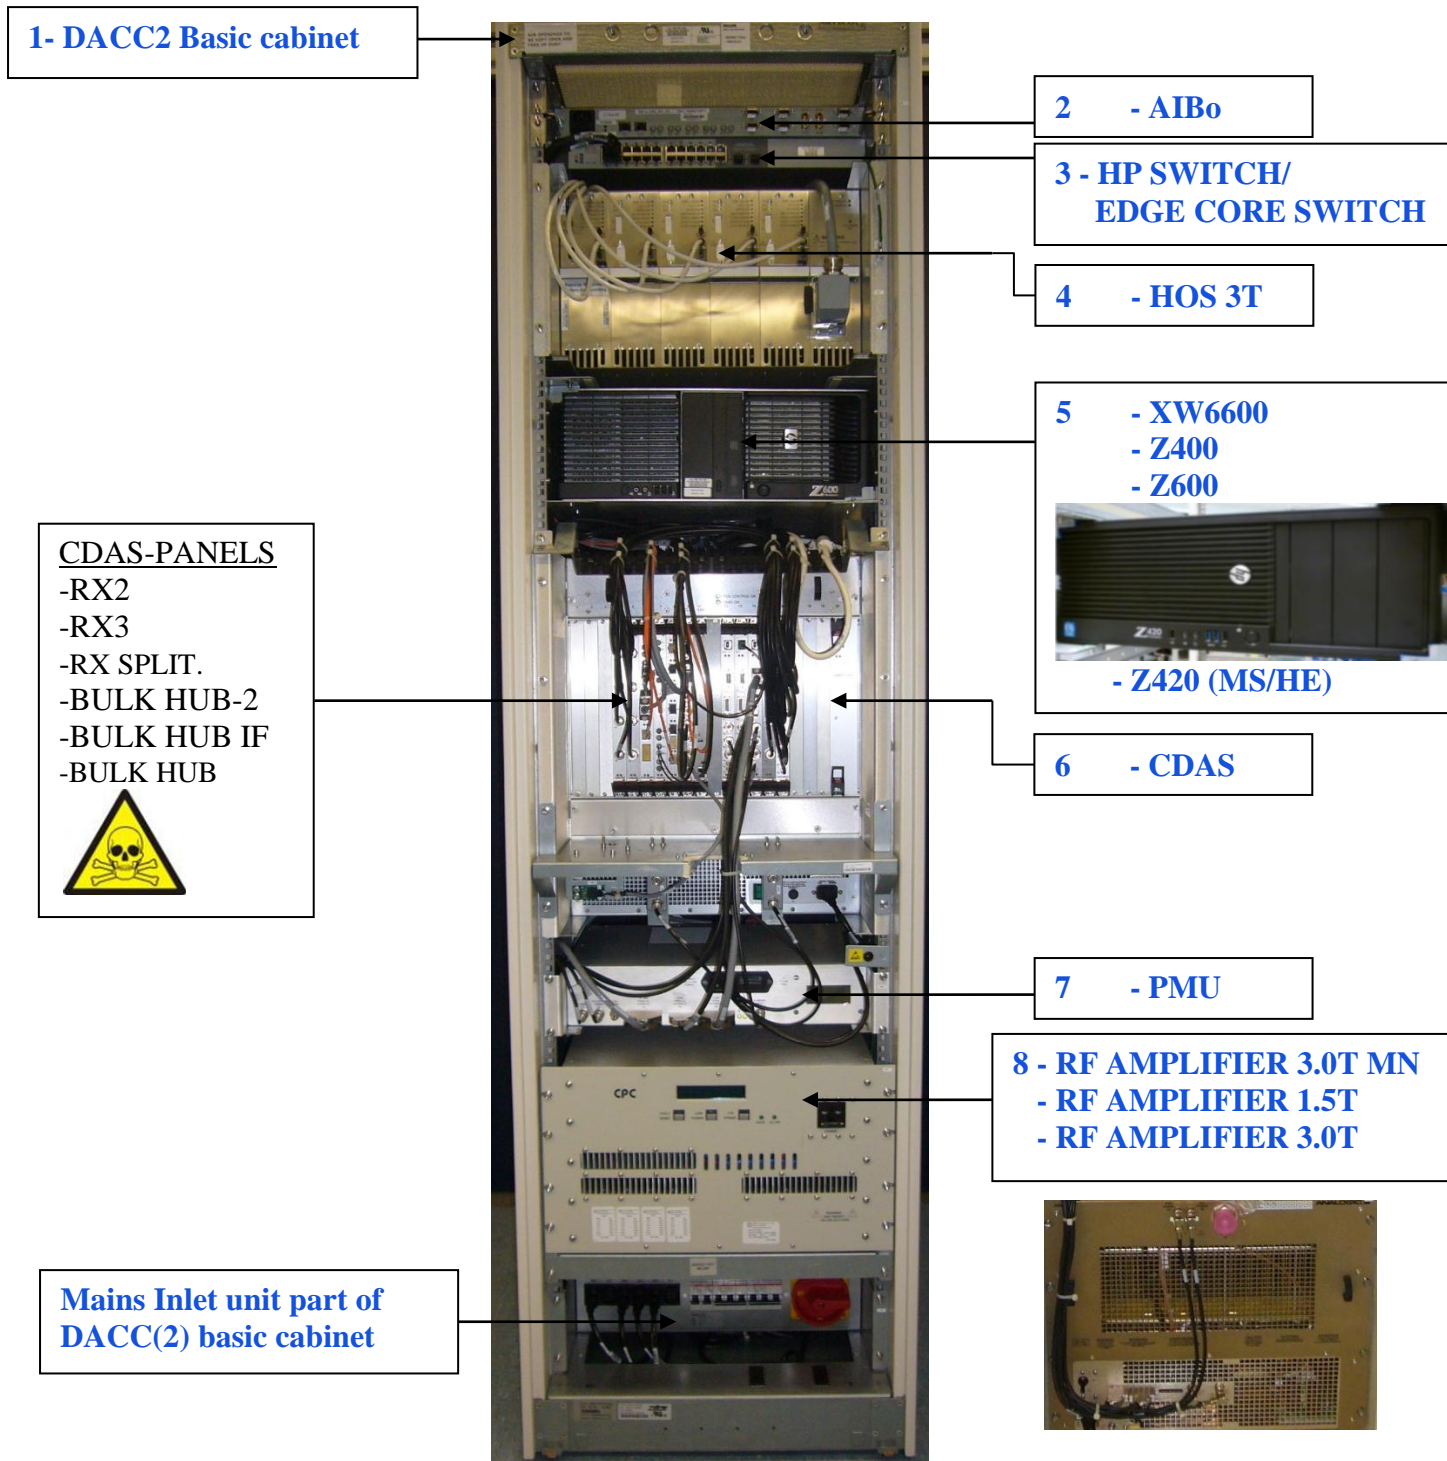 1- DACC2 Basic cabinet
2 - AIBo
3 - HP SWITCH/
EDGE CORE SWITCH
4 - HOS 3T
5 - XW6600
- Z400
- Z600
Z600
Z420
- Z420 (MS/HE)
CDAS-PANELS
-RX2
-RX3
-RX SPLIT.
-BULK HUB-2
-BULK HUB IF
-BULK HUB
6 - CDAS
7 - PMU
8 - RF AMPLIFIER 3.0T MN
- RF AMPLIFIER 1.5T
- RF AMPLIFIER 3.0T
CPC
ANALOGIC
Mains Inlet unit part of
DACC(2) basic cabinet